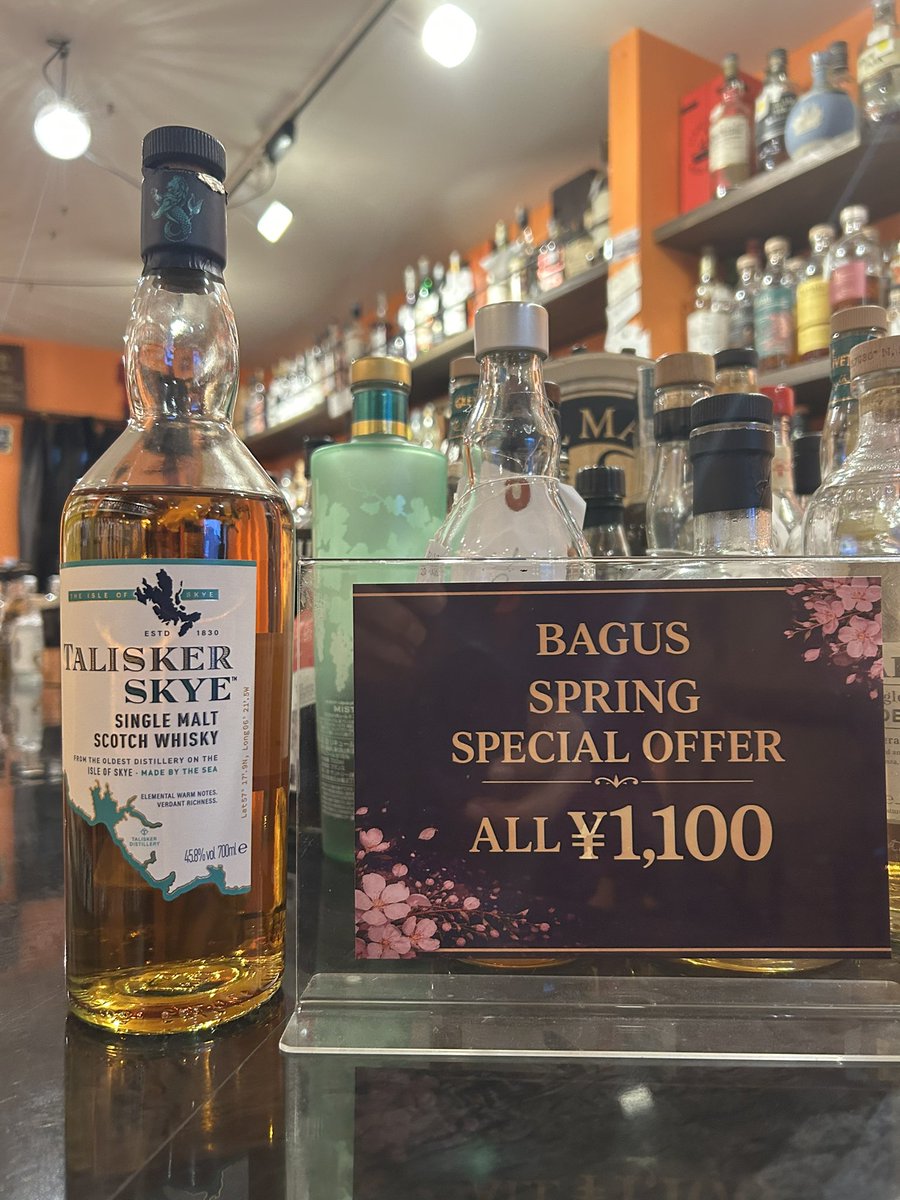 THE ISLE OF SKYE
ESTD 1830
TALISKER
SKYE™
SINGLE MALT
SCOTCH WHISKY
FROM THE OLDEST DISTILLERY ON THE
ISLE OF SKYE · MADE BY THE SEA
ELEMENTAL WARM NOTES.
VERDANT RICHNESS.
TALISKER
DISTILLERY
45.8% vol 700ml e
BAGUS
SPRING
SPECIAL OFFER
ALL ¥1,100